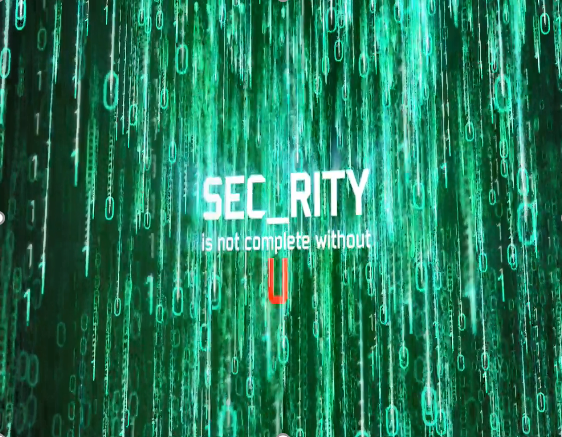 SEC_RITY
is not complete without
U